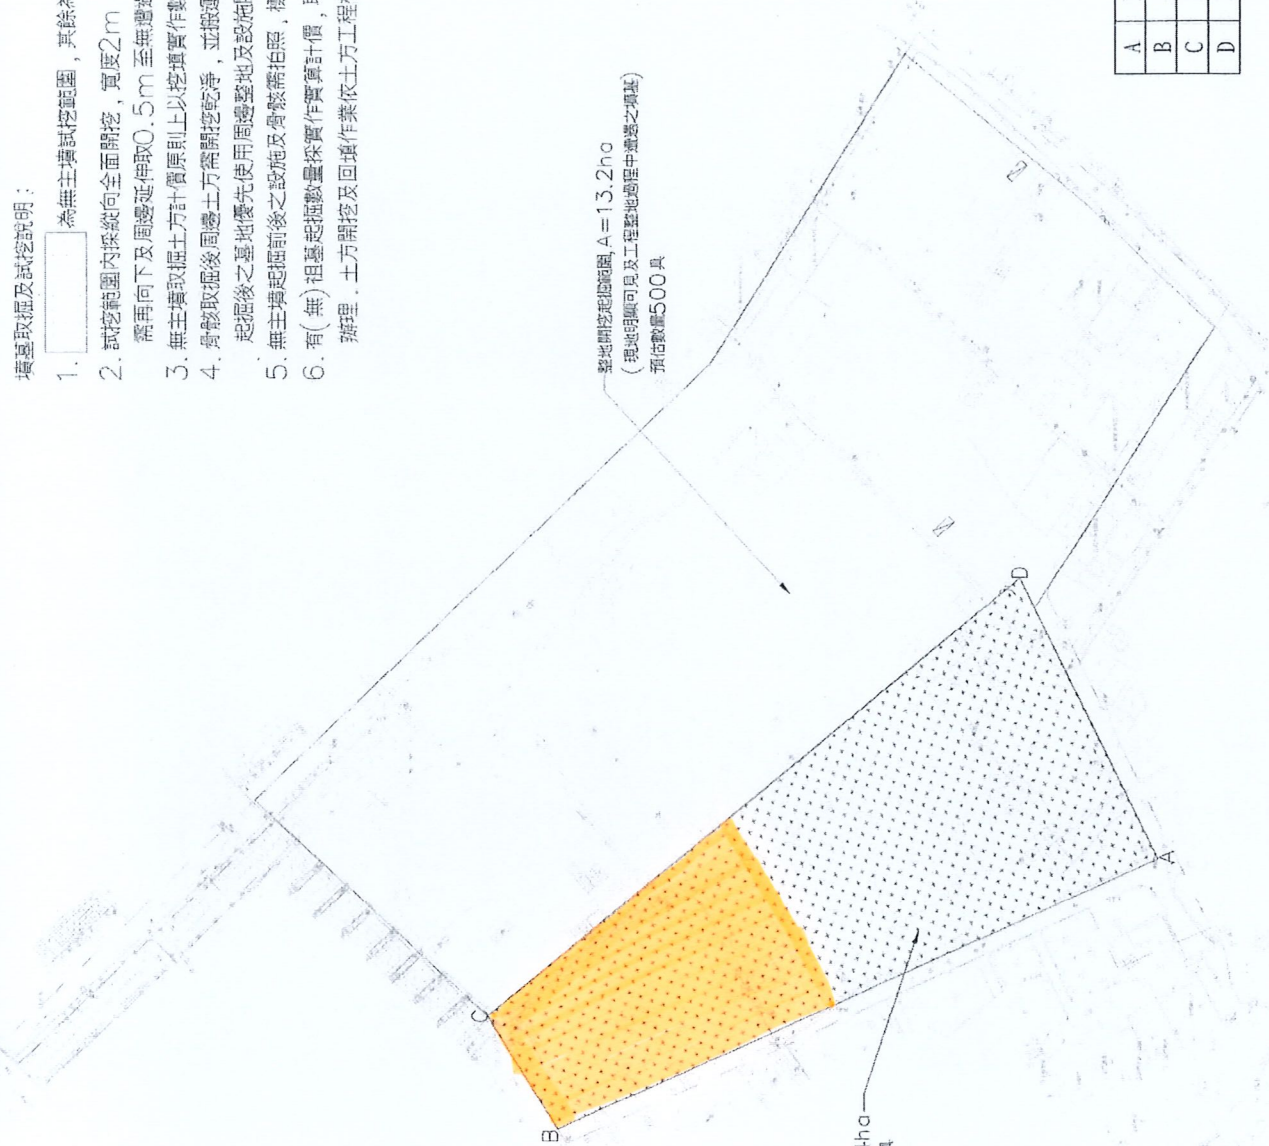 墳墓取掘及試挖說明：
1. 為無主墳試挖範圍，其餘為
2. 試挖範圍內採縱向全面開挖，寬度2m
需再向下及周邊延伸取0.5m至無遺
3. 無主墳取掘土方計價原則上以挖填實作數
4. 骨骸取掘後周邊土方需開挖乾淨，並搬運
起掘後之墓地優先使用周邊整地及設施
5. 無主墳起掘前後之設施及骨骸需拍照，
6. 有(無)祖墓起掘數量採實作實算計價，
辦理．土方開挖及回填作業依土方工程
整地開挖起掘範圍，A=13.2ha
(現地明顯可見及工程整地過程中遭遇之墳墓)
預估數量500具
A
B
C
D
C
B
D
A
ha
具